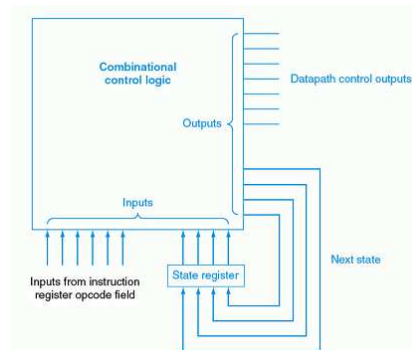 Combinational
control logic
Datapath control outputs
Outputs
Inputs
Inputs from instruction
register opcode field
State register
Next state